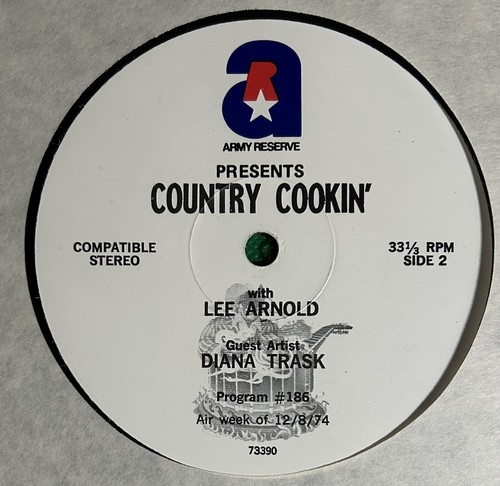 a
R
ARMY RESERVE
PRESENTS
COUNTRY COOKIN'
COMPATIBLE
STEREO
33⅓ RPM
SIDE 2
with
LEE ARNOLD
Guest Artist
DIANA TRASK
Program #186
Air week of 12/8/74
73390